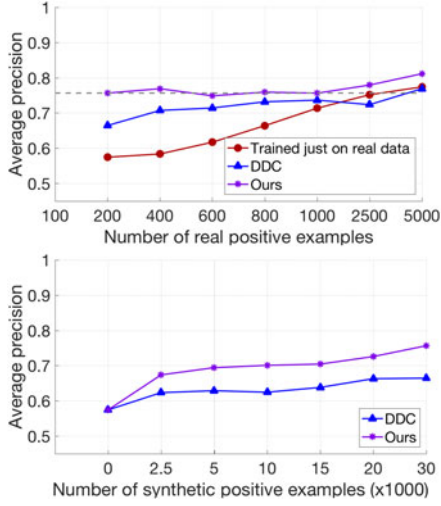 1
0.9
0.8
0.7
0.6
0.5
Average precision
Trained just on real data
DDC
Ours
100 200 400 600 800 1000 2500 5000
Number of real positive examples
1
0.9
0.8
0.7
0.6
0.5
Average precision
DDC
Ours
0 2.5 5 10 15 20 30
Number of synthetic positive examples (x1000)